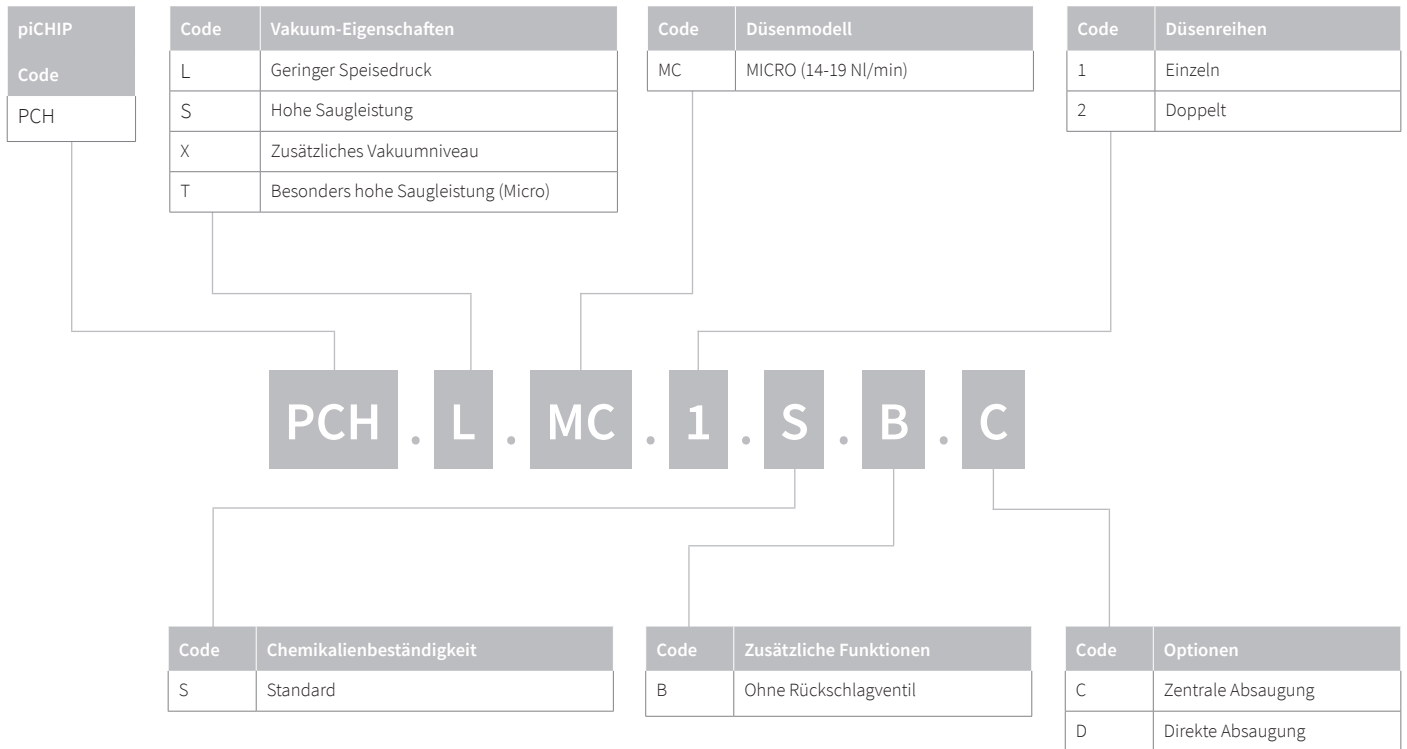 piCHIP
Code
PCH
Code Vakuum-Eigenschaften
L Geringer Speisedruck
S Hohe Saugleistung
X Zusätzliches Vakuumniveau
T Besonders hohe Saugleistung (Micro)
Code Düsenmodell
MC MICRO (14-19 Nl/min)
Code Düsenreihen
1 Einzeln
2 Doppelt
PCH . L . MC . 1 . S . B . C
Code Chemikalienbeständigkeit
S Standard
Code Zusätzliche Funktionen
B Ohne Rückschlagventil
Code Optionen
C Zentrale Absaugung
D Direkte Absaugung